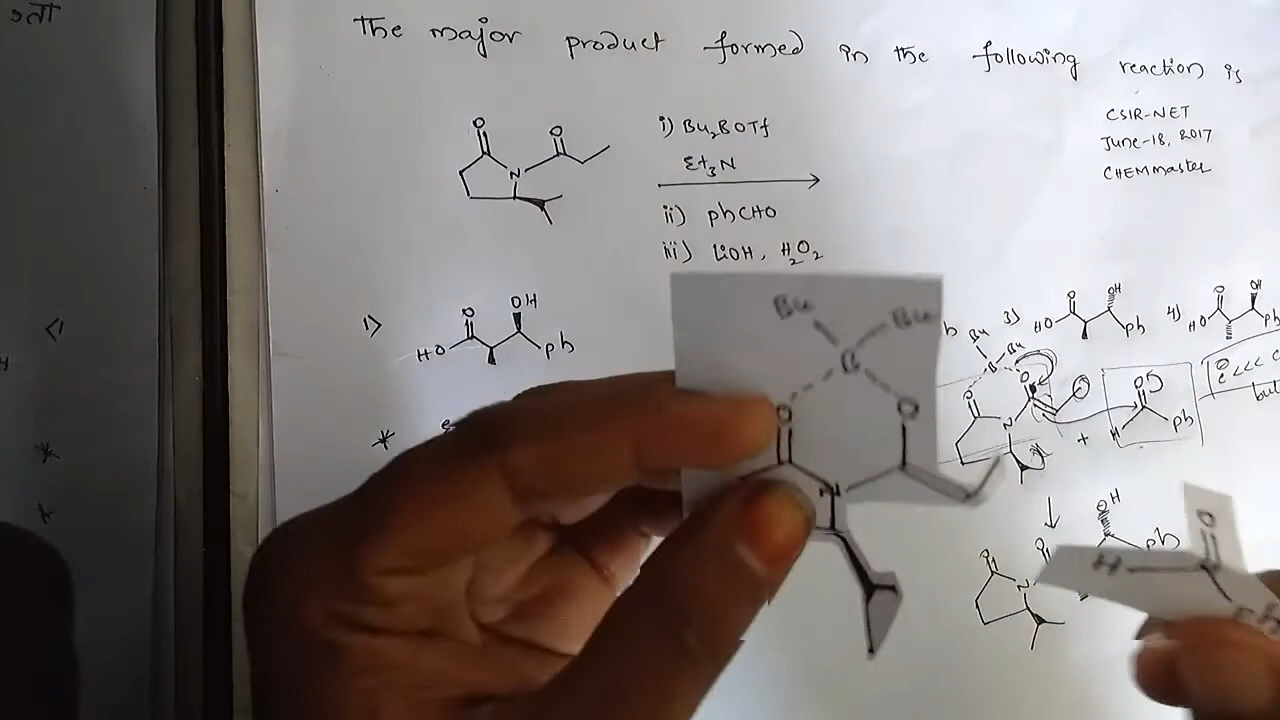 The major product formed in the following reaction is
CSIR-NET
June-18, 2017
CHEMmaster
O
O
N
i) Bu2BOTf
Et3N
ii) phCHO
iii) LiOH, H2O2
1)
HO
O
OH
ph
3)
HO
O
OH
Ph
4)
HO
O
OH
Ph
*
Bu
Bu
B
O
O
N
Bu
Bu
O
O
N
+
O
H
ph
<<< C
but
O
O
N
OH
ph
O
H
*
*